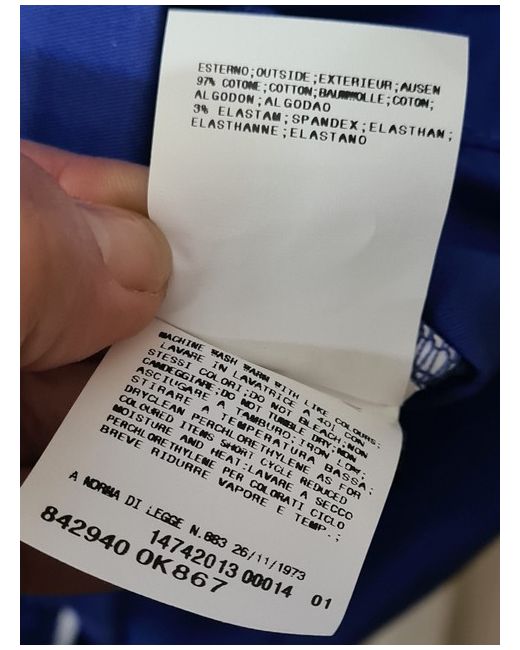 ESTERNO;OUTSIDE;EXTERIEUR;AUSEN
97% COTONE;COTTON;BAUMWOLLE;COTON;
ALGODON;ALGODAO
3% ELASTAM;SPANDEX;ELASTHAN;
ELASTHANNE;ELASTANO
MACHINE WASH WARM WITH LIKE COLOURS;
LAVARE IN LAVATRICE A 40% CON
STESSI COLORI;DO NOT BLEACH;NON
CANDEGGIARE;DO NOT TUMBLE DRY;NON
ASCIUGARE A TAMBURO;IRON LOW;
STIRARE A TEMPERATURA BASSA;
DRYCLEAN PERCHLORETHYLENE AS FOR
COLOURED ITEMS SHORT CYCLE REDUCED
MOISTURE AND HEAT;LAVARE A SECCO
PERCHLORETHYLENE PER COLORATI CICLO
BREVE RIDURRE VAPORE E TEMP.;
A NORMA DI LEGGE N.883 26/11/1973
14742013 00014 01
842940 0K867